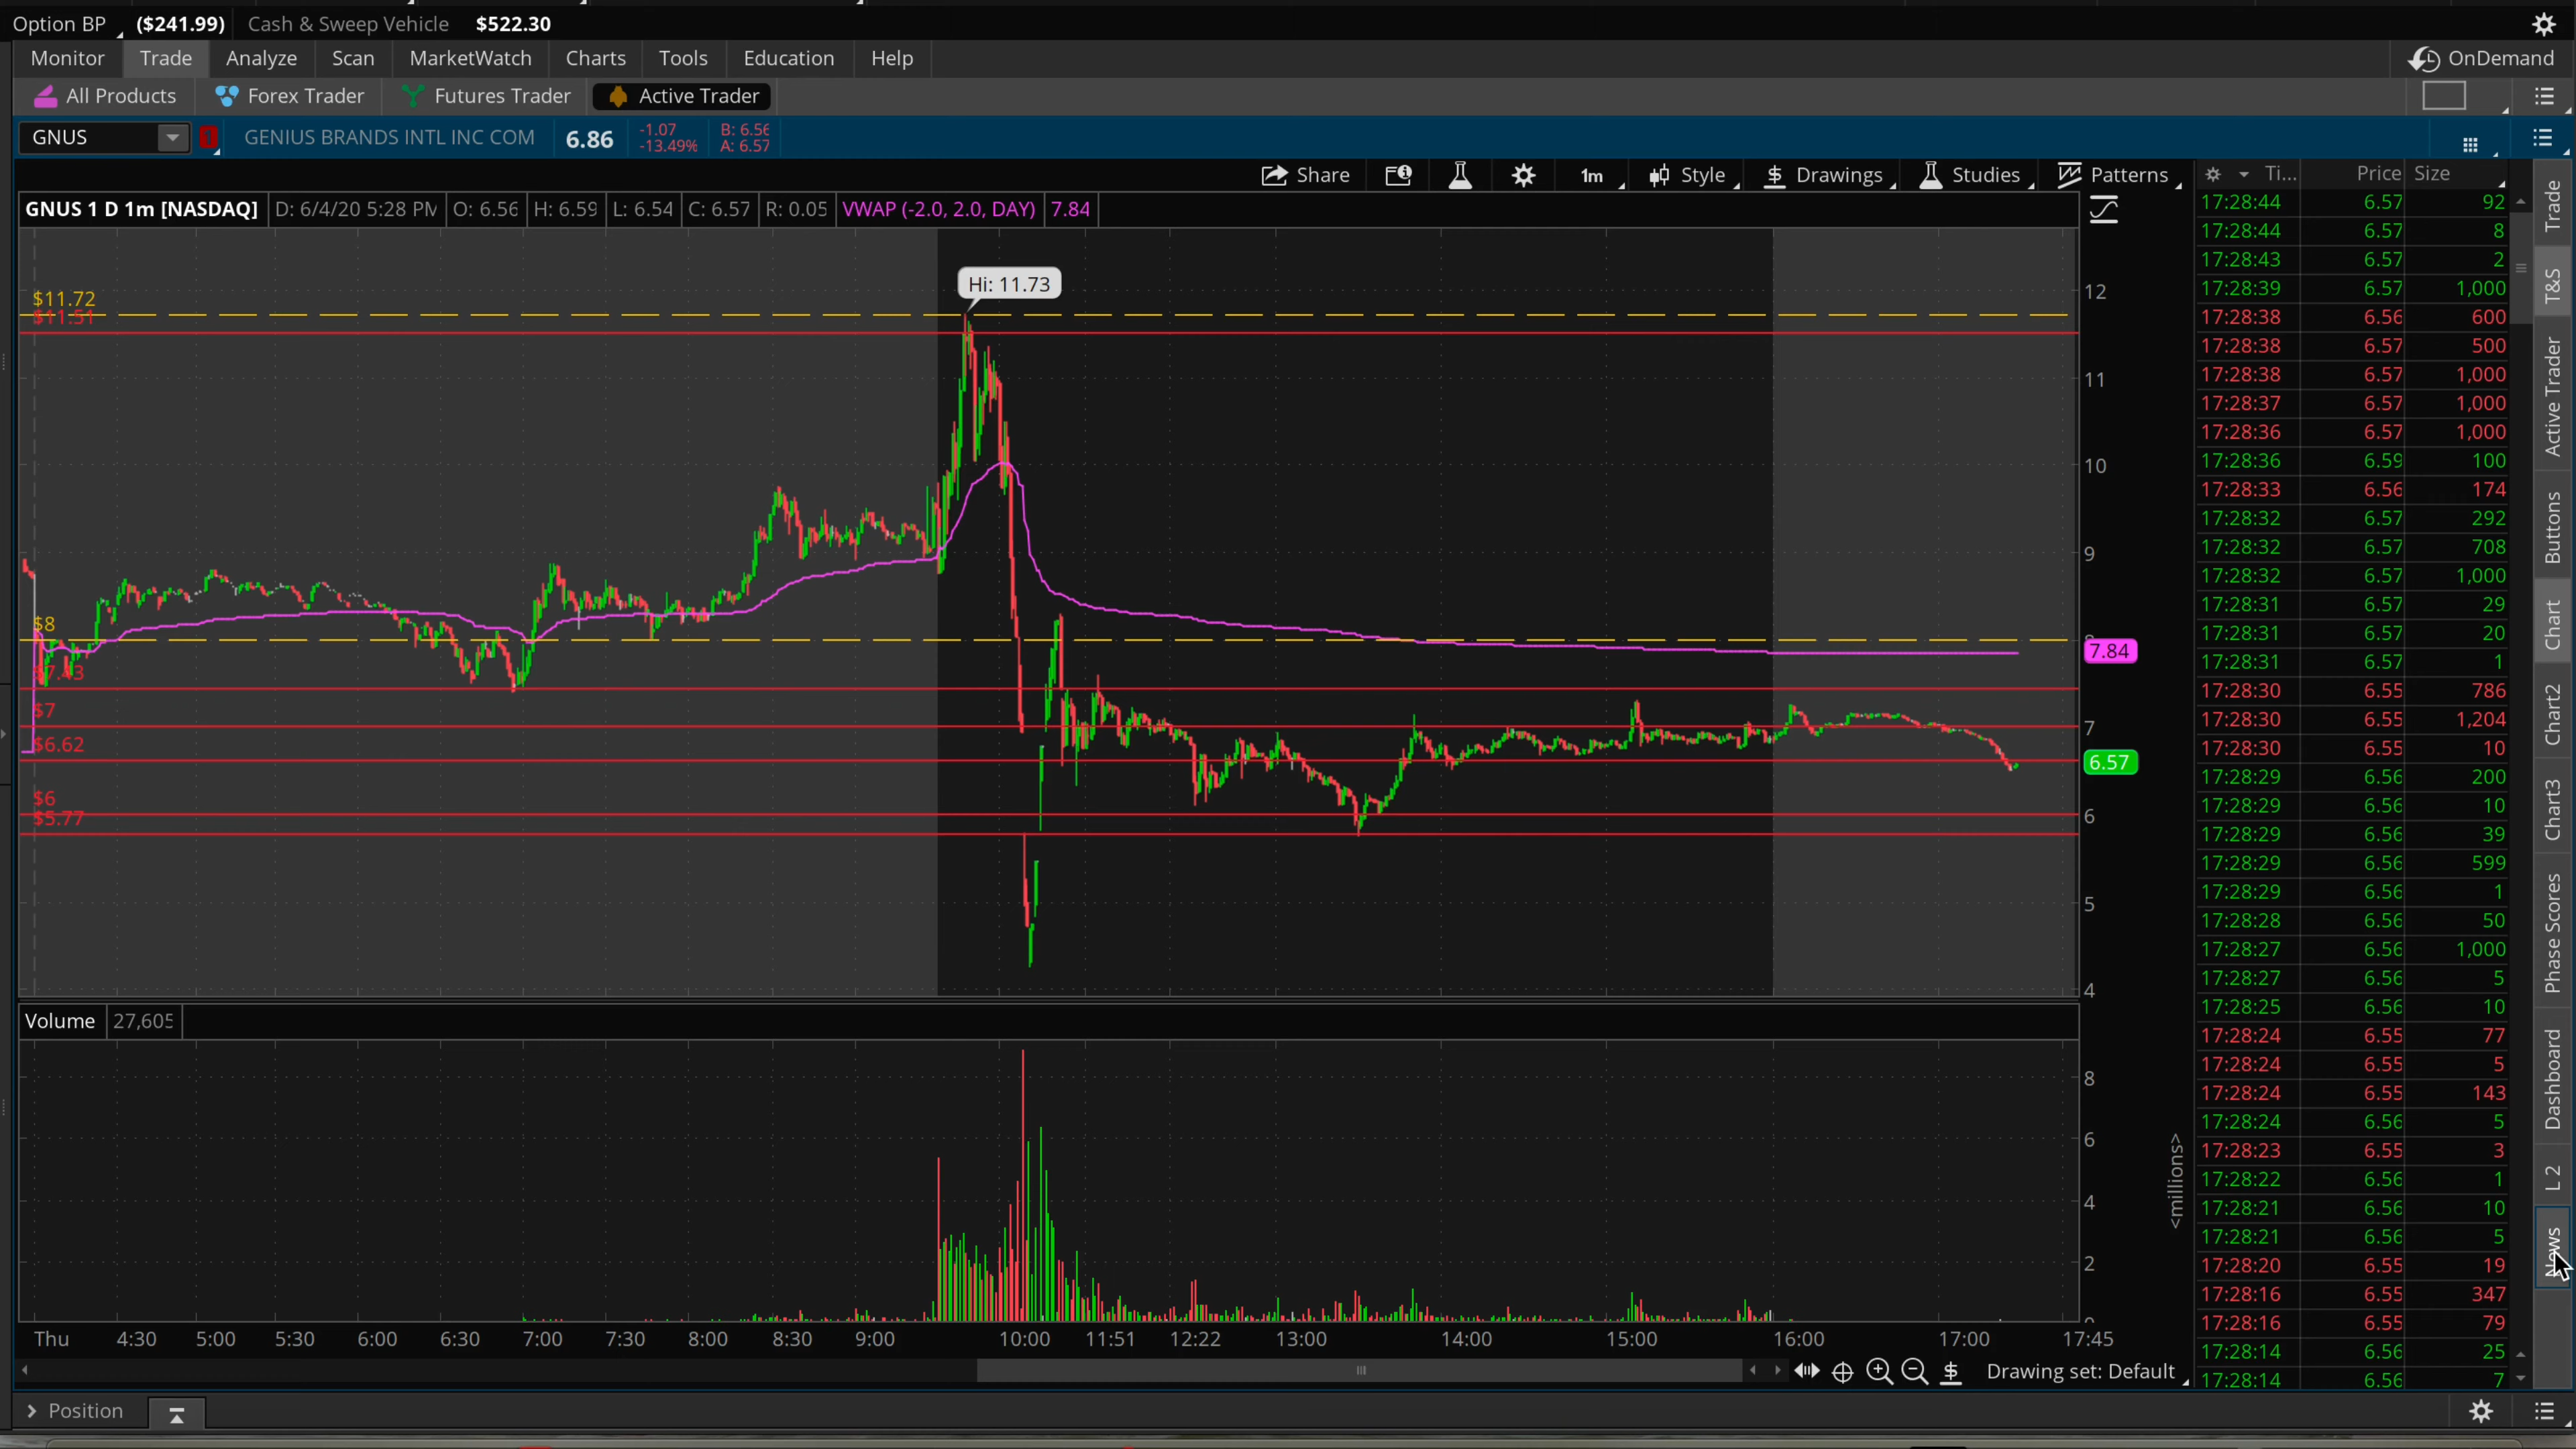 Option BP ($241.99) Cash & Sweep Vehicle $522.30
Monitor Trade Analyze Scan MarketWatch Charts Tools Education Help OnDemand
All Products Forex Trader Futures Trader Active Trader
GNUS 1 GENIUS BRANDS INTL INC COM 6.86 -1.07 -13.49% B: 6.56 A: 6.57
Share 1m Style Drawings Studies Patterns
GNUS 1 D 1m [NASDAQ] D: 6/4/20 5:28 PM O: 6.56 H: 6.59 L: 6.54 C: 6.57 R: 0.05 VWAP (-2.0, 2.0, DAY) 7.84
Hi: 11.73
$11.72
$11.51
$8
$7.43
$7
$6.62
$6
$5.77
12
11
10
9
7.84
7
6.57
6
5
4
Volume 27,605
8
6
4
2
<millions>
Thu 4:30 5:00 5:30 6:00 6:30 7:00 7:30 8:00 8:30 9:00 10:00 11:51 12:22 13:00 14:00 15:00 16:00 17:00 17:45
Drawing set: Default
Position
Ti... Price Size
17:28:44 6.57 92
17:28:44 6.57 8
17:28:43 6.57 2
17:28:39 6.57 1,000
17:28:38 6.56 600
17:28:38 6.57 500
17:28:38 6.57 1,000
17:28:37 6.57 1,000
17:28:36 6.57 1,000
17:28:36 6.59 100
17:28:33 6.56 174
17:28:32 6.57 292
17:28:32 6.57 708
17:28:32 6.57 1,000
17:28:31 6.57 29
17:28:31 6.57 20
17:28:31 6.57 1
17:28:30 6.55 786
17:28:30 6.55 1,204
17:28:30 6.55 10
17:28:29 6.56 200
17:28:29 6.56 10
17:28:29 6.56 39
17:28:29 6.56 599
17:28:29 6.56 1
17:28:28 6.56 50
17:28:27 6.56 1,000
17:28:27 6.56 5
17:28:25 6.56 10
17:28:24 6.55 77
17:28:24 6.55 5
17:28:24 6.55 143
17:28:24 6.56 5
17:28:23 6.55 3
17:28:22 6.56 1
17:28:21 6.56 10
17:28:21 6.56 5
17:28:20 6.55 19
17:28:16 6.55 347
17:28:16 6.55 79
17:28:14 6.56 25
17:28:14 6.56 7
Trade
T&S
Active Trader
Buttons
Chart
Chart2
Chart3
Phase Scores
Dashboard
L 2
News